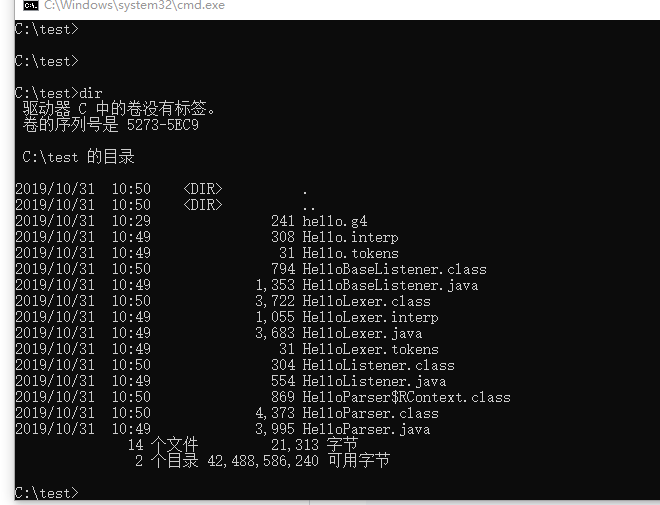 C:\Windows\system32\cmd.exe
C:\test>
C:\test>
C:\test>dir
驱动器 C 中的卷没有标签。
卷的序列号是 5273-5EC9
C:\test 的目录
2019/10/31  10:50    <DIR>          .
2019/10/31  10:50    <DIR>          ..
2019/10/31  10:29               241 hello.g4
2019/10/31  10:49               308 Hello.interp
2019/10/31  10:49                31 Hello.tokens
2019/10/31  10:50               794 HelloBaseListener.class
2019/10/31  10:49             1,353 HelloBaseListener.java
2019/10/31  10:50             3,722 HelloLexer.class
2019/10/31  10:49             1,055 HelloLexer.interp
2019/10/31  10:49             3,683 HelloLexer.java
2019/10/31  10:49                31 HelloLexer.tokens
2019/10/31  10:50               304 HelloListener.class
2019/10/31  10:49               554 HelloListener.java
2019/10/31  10:50               869 HelloParser$RContext.class
2019/10/31  10:50             4,373 HelloParser.class
2019/10/31  10:49             3,995 HelloParser.java
14 个文件         21,313 字节
2 个目录 42,488,586,240 可用字节
C:\test>